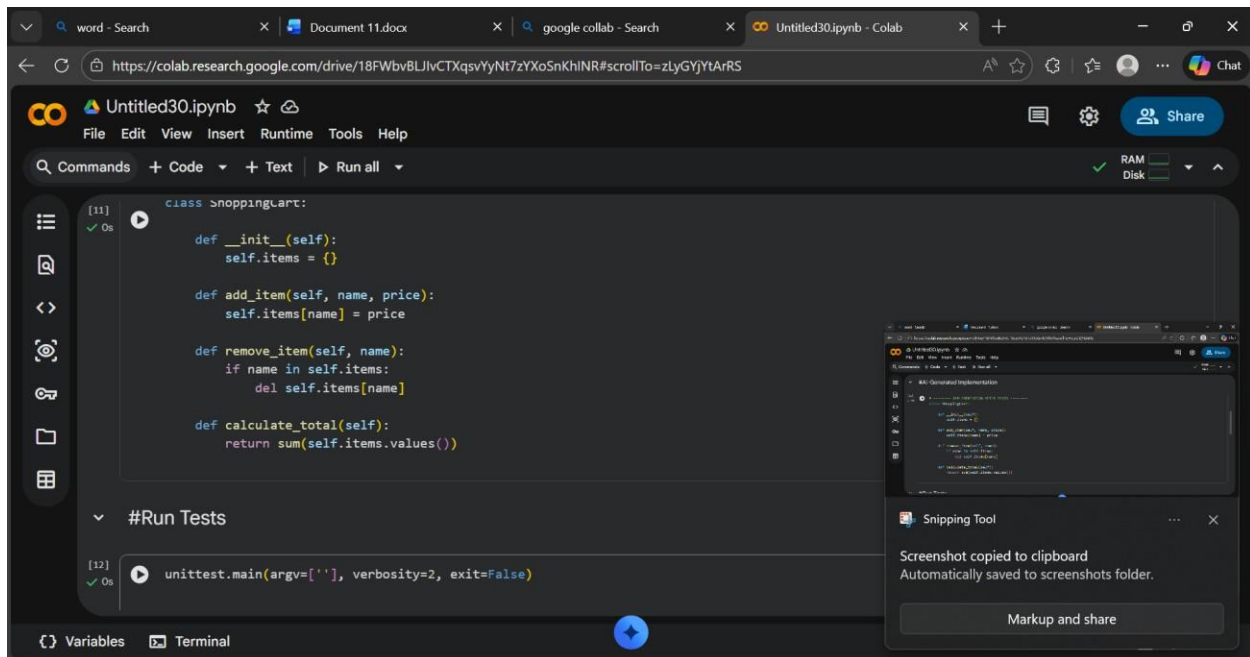 word - Search
Document 11.docx
google collab - Search
Untitled30.ipynb - Colab
https://colab.research.google.com/drive/18FWbvBLJIvCTXqsvYyNt7zYXoSnKhINR#scrollTo=zLyGYjYtArRS
Chat
Untitled30.ipynb
File Edit View Insert Runtime Tools Help
Share
Commands + Code + Text Run all
RAM
Disk
[11]
0s
class ShoppingCart:
def __init__(self):
self.items = {}
def add_item(self, name, price):
self.items[name] = price
def remove_item(self, name):
if name in self.items:
del self.items[name]
def calculate_total(self):
return sum(self.items.values())
#Run Tests
[12]
0s
unittest.main(argv=[''], verbosity=2, exit=False)
#AI-Generated Implementation
Snipping Tool
Screenshot copied to clipboard
Automatically saved to screenshots folder.
Markup and share
{} Variables Terminal